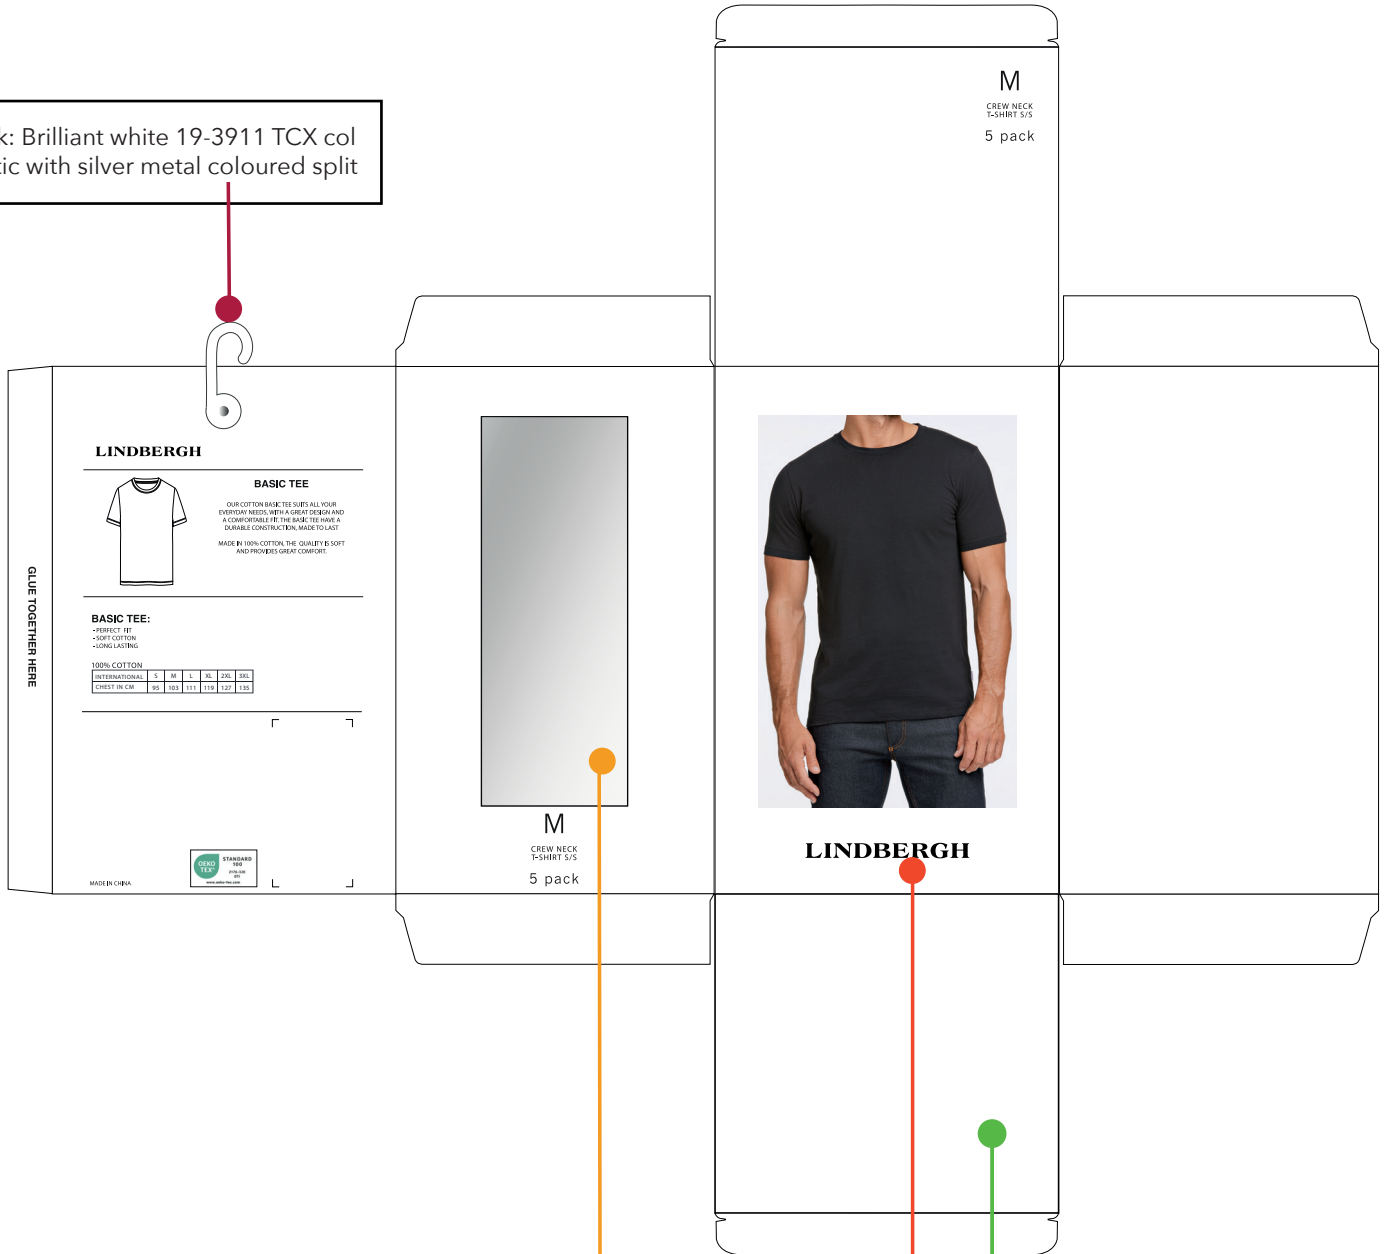 M
CREW NECK
T-SHIRT S/S
5 pack
: Brilliant white 19-3911 TCX col
with silver metal coloured split
LINDBERGH
BASIC TEE
OUR COTTON BASIC TEE SUITS ALL YOUR
EVERYDAY NEEDS, WITH A GREAT DESIGN AND
A COMFORTABLE FIT. THE BASIC TEE HAVE A
DURABLE CONSTRUCTION, MADE TO LAST
MADE IN 100% COTTON, THE QUALITY IS SOFT
AND PROVIDES GREAT COMFORT.
GLUE TOGETHER HERE
BASIC TEE:
- PERFECT FIT
- SOFT COTTON
- LONG LASTING
100% COTTON
INTERNATIONAL S M L XL 2XL 3XL
CHEST IN CM 95 103 111 119 127 135
MADE IN CHINA
OEKO
TEX®
STANDARD
100
www.oeko-tex.com
M
CREW NECK
T-SHIRT S/S
5 pack
LINDBERGH